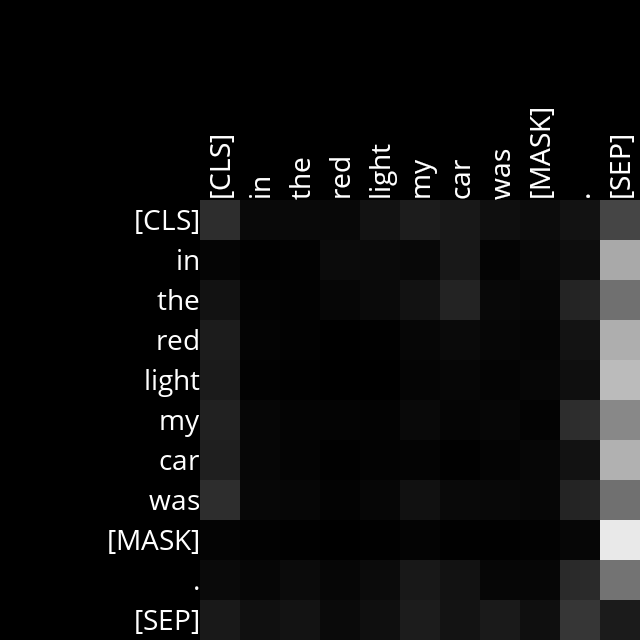 [CLS] in the red light my car was [MASK] . [SEP]
[CLS]
in
the
red
light
my
car
was
[MASK]
.
[SEP]